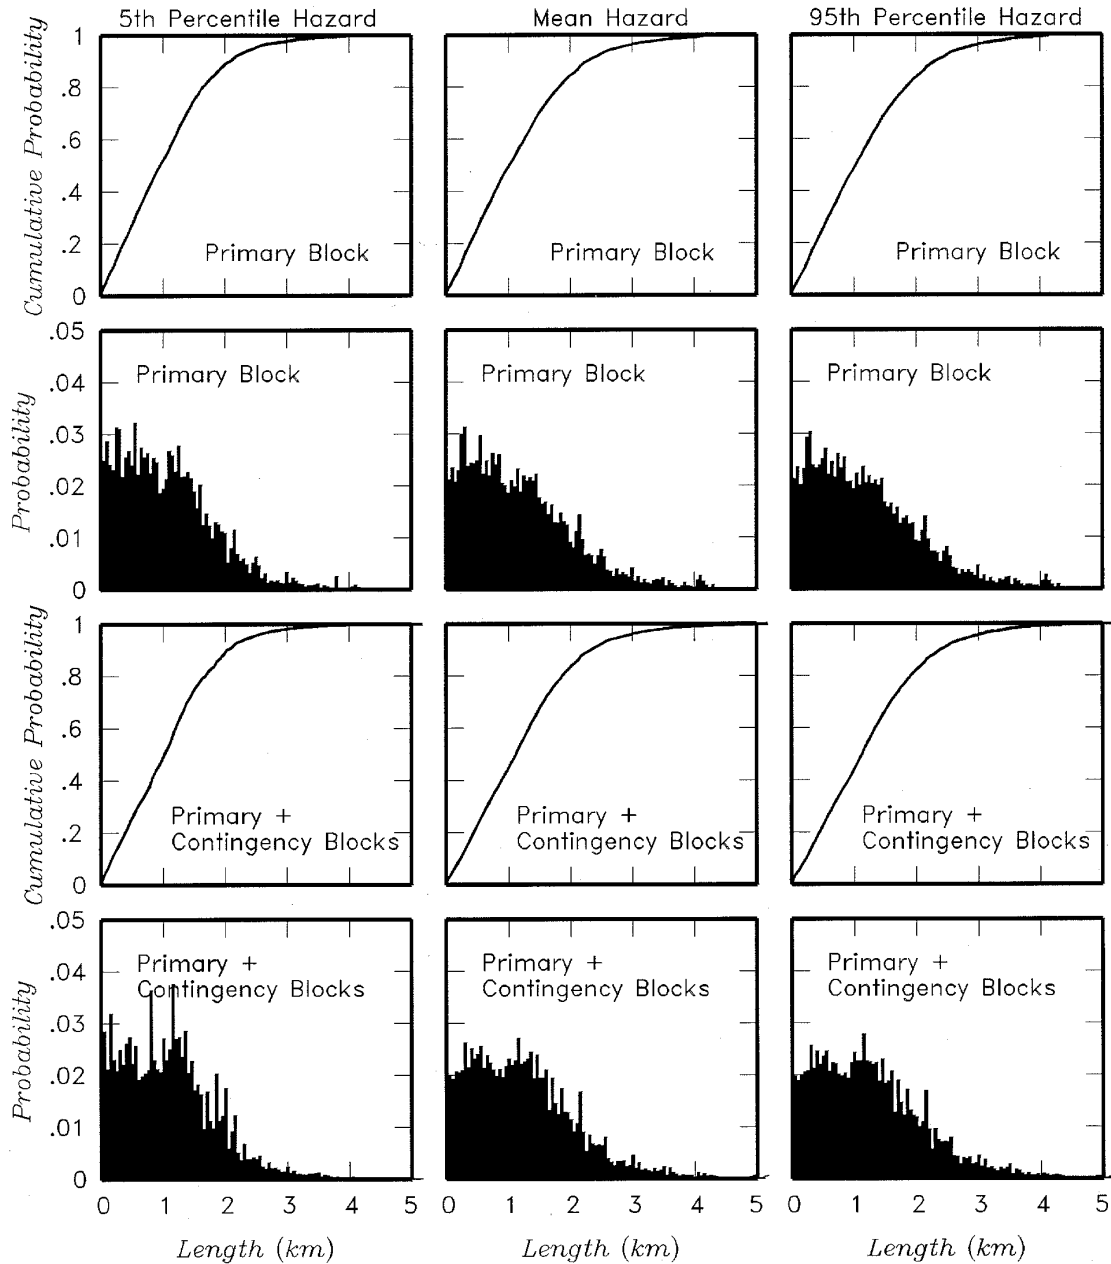 5th Percentile Hazard
Mean Hazard
95th Percentile Hazard
Cumulative Probability
1
.8
.6
.4
.2
0
Primary Block
Primary Block
Primary Block
Probability
.05
.04
.03
.02
.01
0
Primary Block
Primary Block
Primary Block
Cumulative Probability
1
.8
.6
.4
.2
0
Primary +
Contingency Blocks
Primary +
Contingency Blocks
Primary +
Contingency Blocks
Probability
.05
.04
.03
.02
.01
0
Primary +
Contingency Blocks
Primary +
Contingency Blocks
Primary +
Contingency Blocks
0 1 2 3 4 5
0 1 2 3 4 5
0 1 2 3 4 5
Length (km)
Length (km)
Length (km)